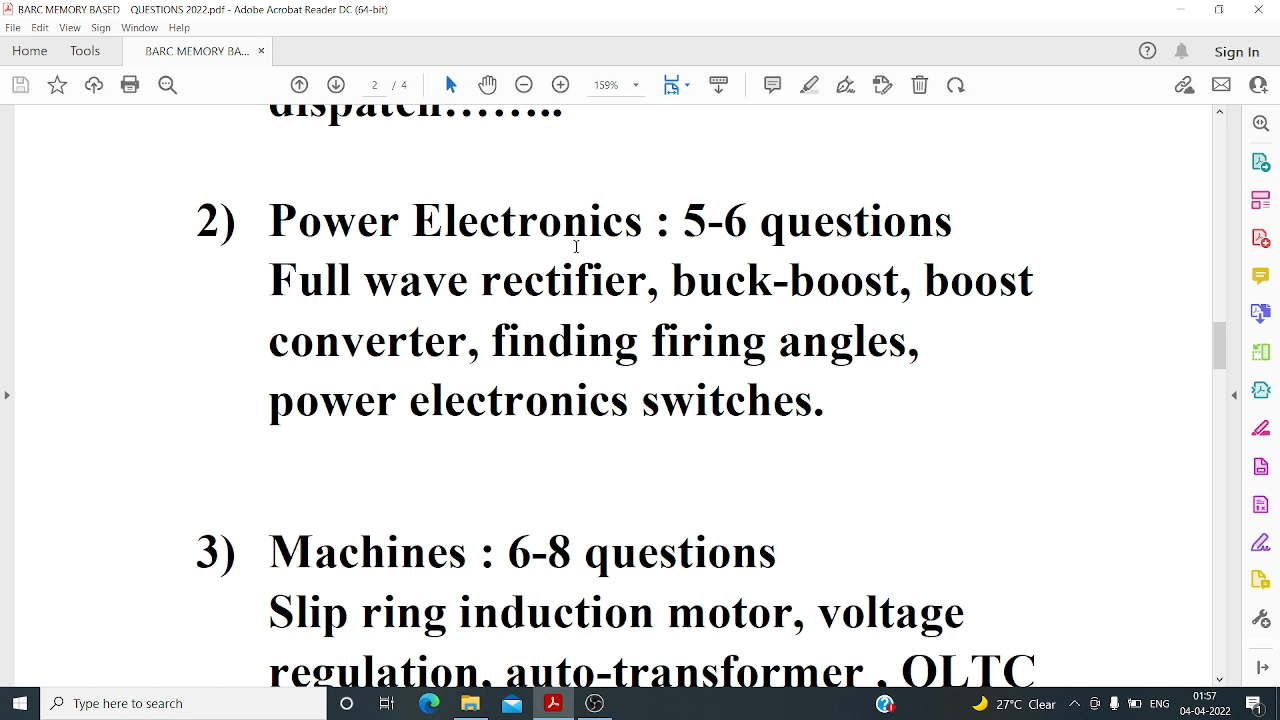 BARC MEMORY BASED QUESTIONS 2022.pdf - Adobe Acrobat Reader DC (64-bit)
File Edit View Sign Window Help
Home Tools BARC MEMORY BA... × Sign In
2 / 4 159%
dispatch……..
2) Power Electronics : 5-6 questions
Full wave rectifier, buck-boost, boost
converter, finding firing angles,
power electronics switches.
3) Machines : 6-8 questions
Slip ring induction motor, voltage
regulation, auto-transformer , OLTC
Type here to search
27°C Clear ENG 01:57
04-04-2022